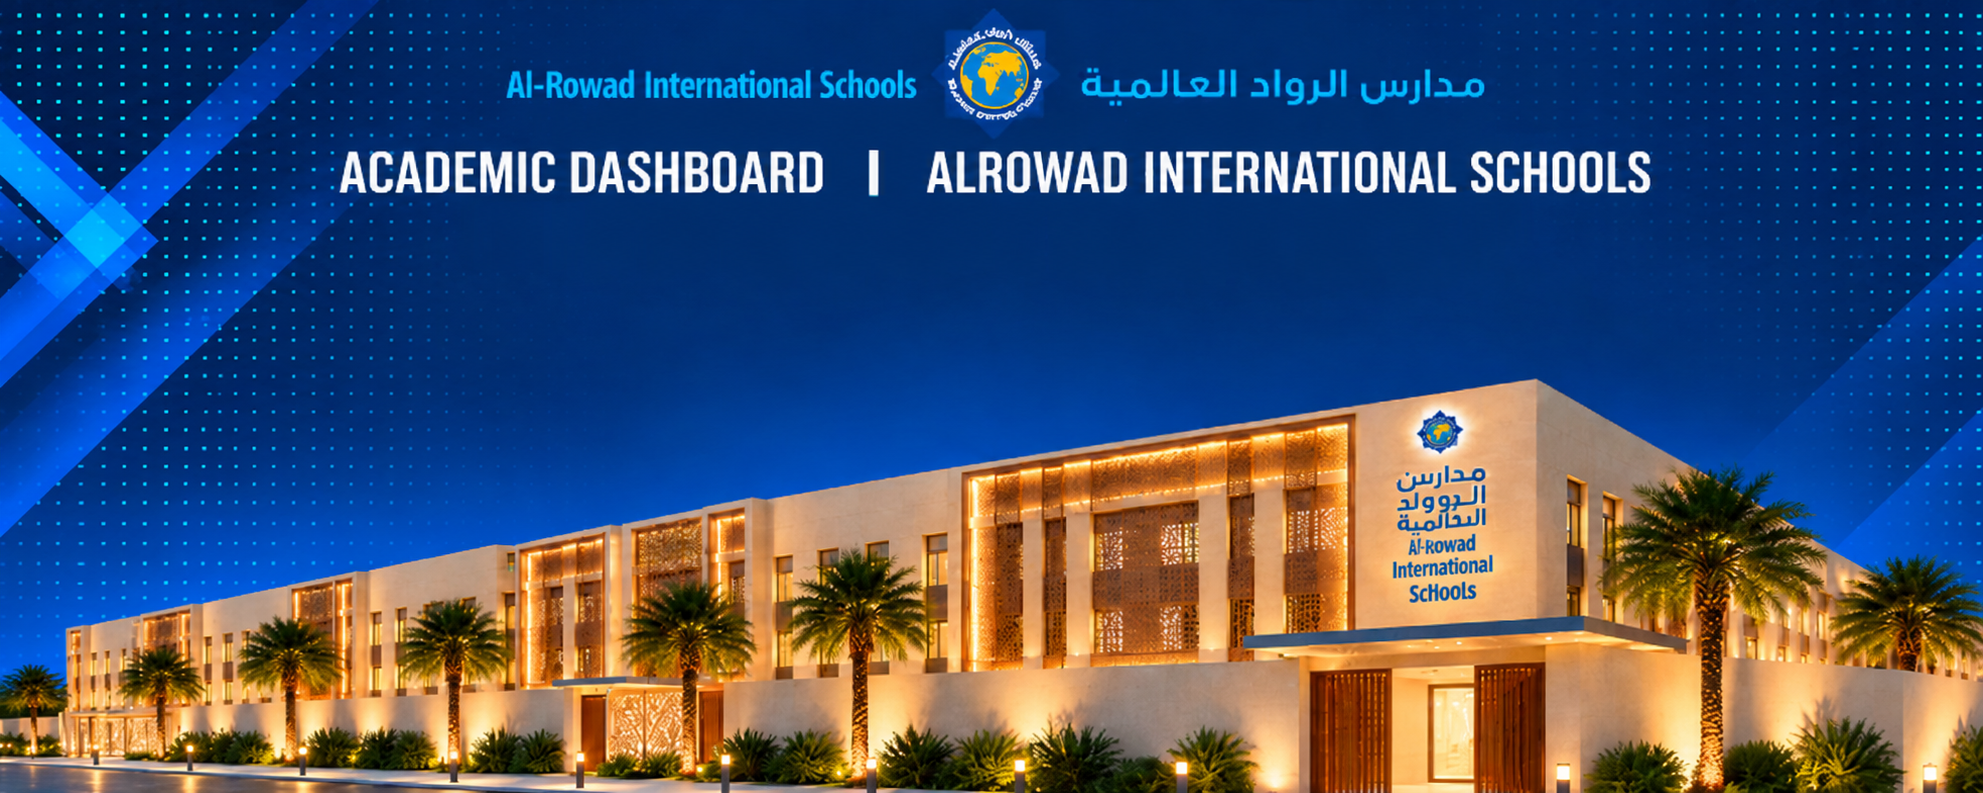 Al-Rowad International Schools
مدارس الرواد العالمية
ACADEMIC DASHBOARD | ALROWAD INTERNATIONAL SCHOOLS
مدارس
Al-Rowad
International
ScHools